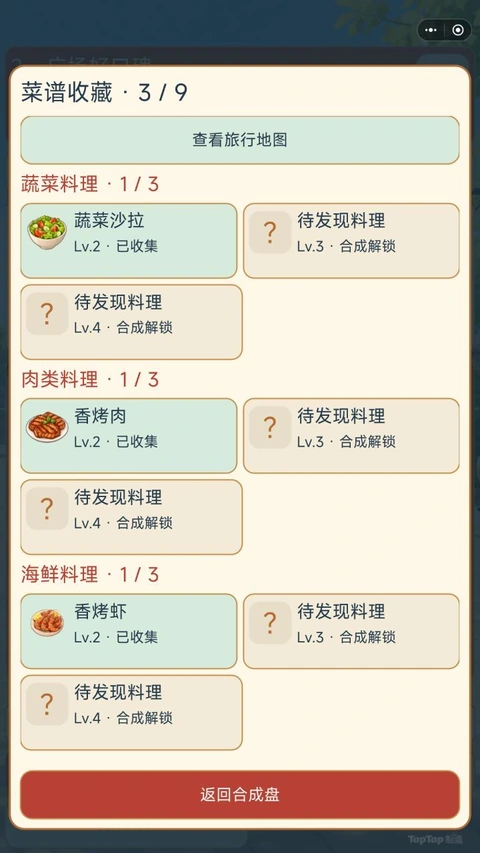 菜谱收藏 · 3 / 9
查看旅行地图
蔬菜料理 · 1 / 3
蔬菜沙拉
Lv.2 · 已收集
?
待发现料理
Lv.3 · 合成解锁
?
待发现料理
Lv.4 · 合成解锁
肉类料理 · 1 / 3
香烤肉
Lv.2 · 已收集
?
待发现料理
Lv.3 · 合成解锁
?
待发现料理
Lv.4 · 合成解锁
海鲜料理 · 1 / 3
香烤虾
Lv.2 · 已收集
?
待发现料理
Lv.3 · 合成解锁
?
待发现料理
Lv.4 · 合成解锁
返回合成盘
TapTap 制造